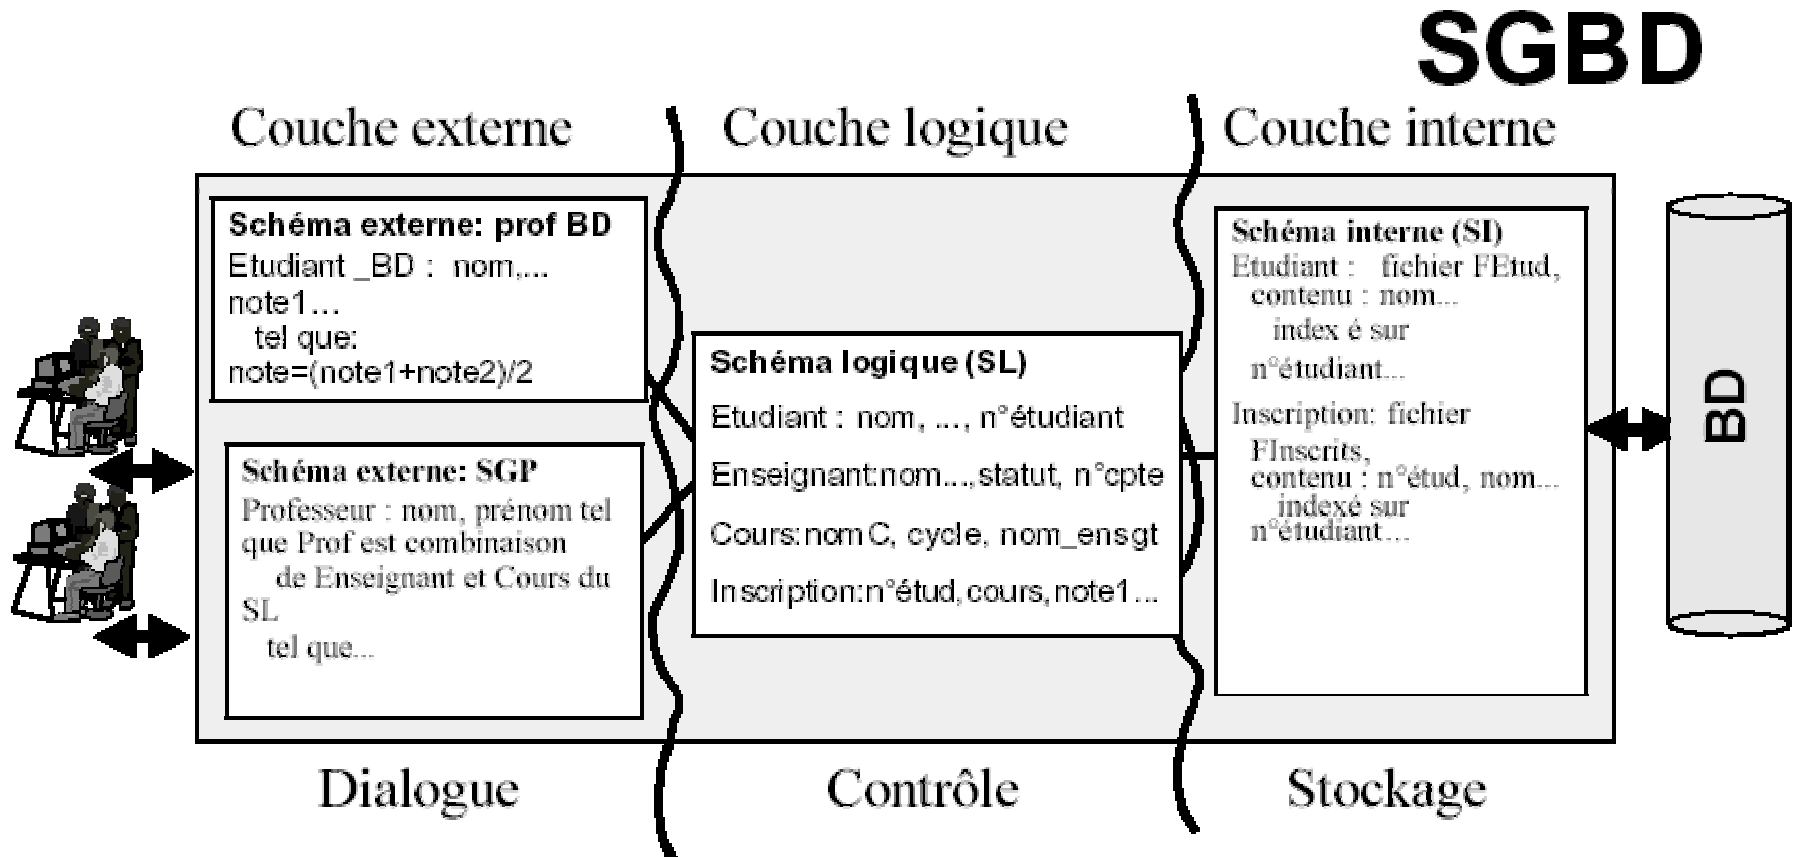 SGBD
Couche externe
Couche logique
Couche interne
Schéma externe: prof BD
Etudiant _BD : nom,...
note1...
tel que:
note=(note1+note2)/2
Schéma externe: SGP
Professeur : nom, prénom tel
que Prof est combinaison
de Enseignant et Cours du
SL
tel que...
Schéma logique (SL)
Etudiant : nom, ..., n°étudiant
Enseignant:nom...,statut, n°cpte
Cours:nom C, cycle, nom_ensgt
Inscription:n°étud,cours,note1...
Schéma interne (SI)
Etudiant : fichier FEtud,
contenu : nom...
index é sur
n°étudiant...
Inscription: fichier
FInscrits,
contenu : n°étud, nom...
indexé sur
n°étudiant...
BD
Dialogue
Contrôle
Stockage